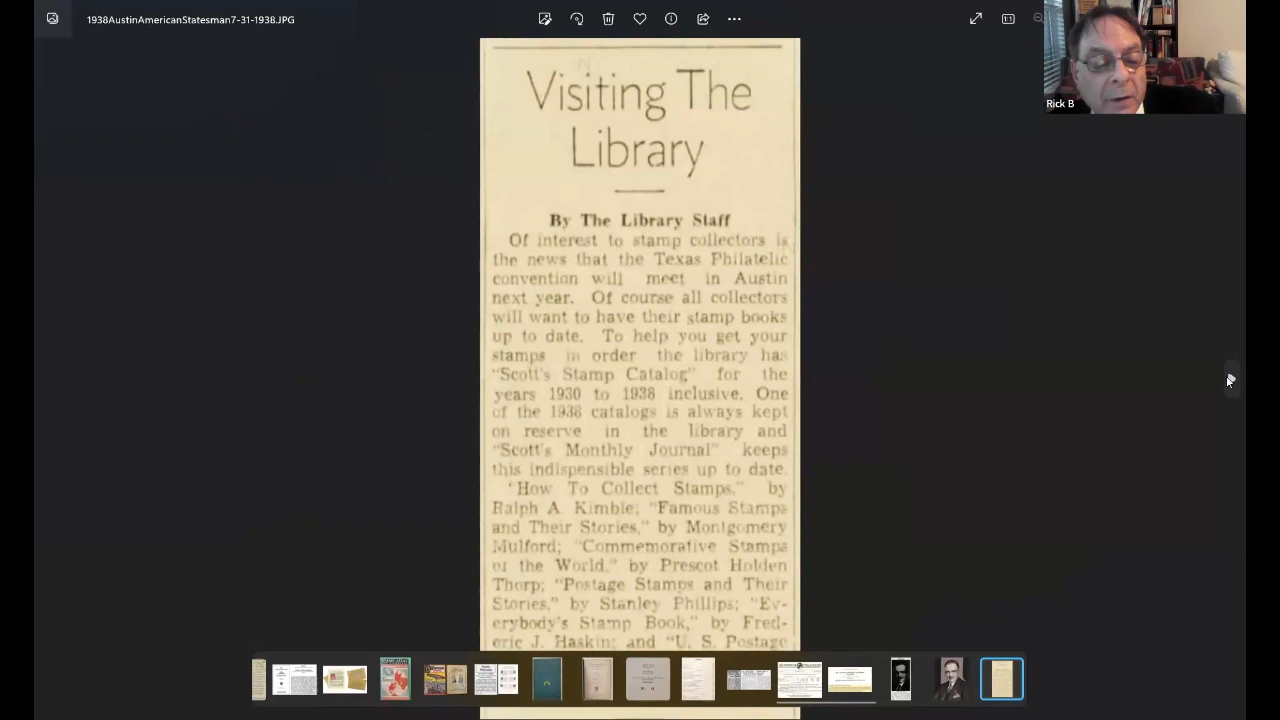 1938AustinAmericanStatesman7-31-1938.JPG
Rick B
Visiting The
Library
By The Library Staff
Of interest to stamp collectors is
the news that the Texas Philatelic
convention will meet in Austin
next year. Of course all collectors
will want to have their stamp books
up to date. To help you get your
stamps in order the library has
"Scott's Stamp Catalog" for the
years 1930 to 1938 inclusive. One
of the 1938 catalogs is always kept
on reserve in the library and
"Scott's Monthly Journal" keeps
this indispensible series up to date.
"How To Collect Stamps," by
Ralph A. Kimble; "Famous Stamps
and Their Stories," by Montgomery
Mulford; "Commemorative Stamps
of the World," by Prescot Holden
Thorp; "Postage Stamps and Their
Stories," by Stanley Phillips; "Ev-
erybody's Stamp Book," by Fred-
eric J. Haskin; and "U. S. Postage